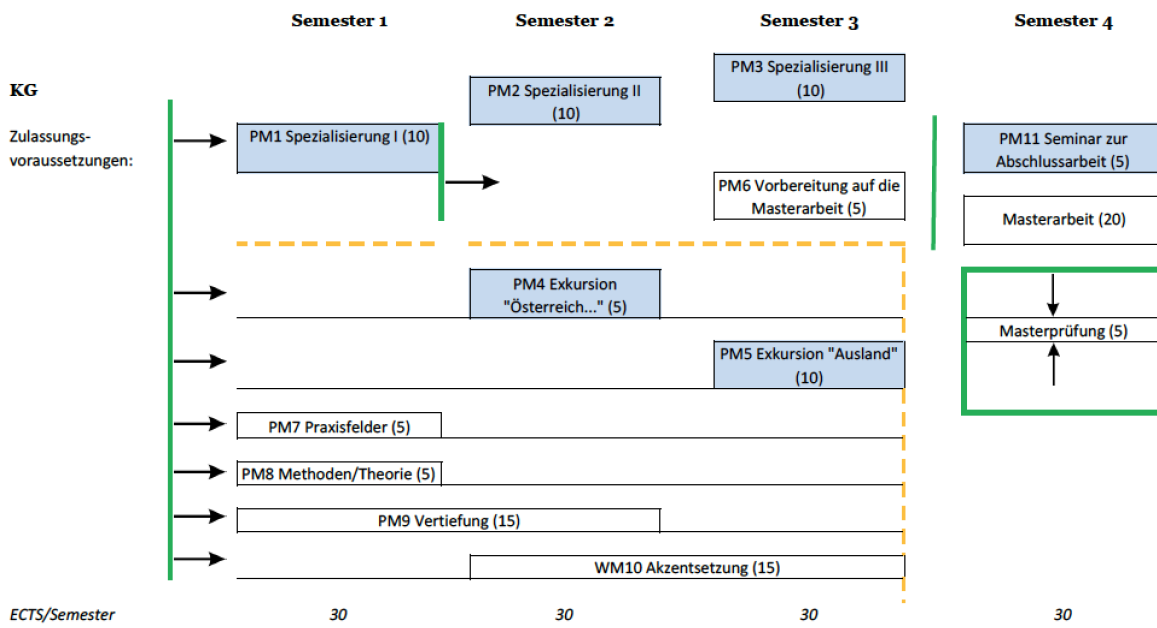 Semester 1
Semester 2
Semester 3
Semester 4
KG
Zulassungs-
voraussetzungen:
PM1 Spezialisierung I (10)
PM2 Spezialisierung II
(10)
PM3 Spezialisierung III
(10)
PM11 Seminar zur
Abschlussarbeit (5)
PM6 Vorbereitung auf die
Masterarbeit (5)
Masterarbeit (20)
PM4 Exkursion
"Österreich..." (5)
Masterprüfung (5)
PM5 Exkursion "Ausland"
(10)
PM7 Praxisfelder (5)
PM8 Methoden/Theorie (5)
PM9 Vertiefung (15)
WM10 Akzentsetzung (15)
ECTS/Semester
30
30
30
30